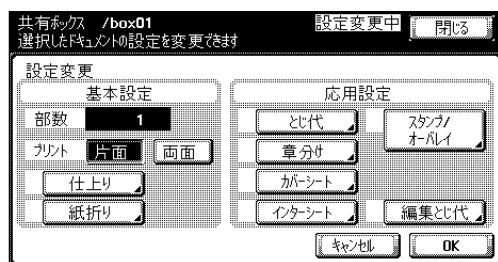 共有ボックス /box01 設定変更中 閉じる
選択したドキュメントの設定を変更できます
設定変更
基本設定 応用設定
部数 1
プリント 片面 両面
仕上り
紙折り
とじ代 スタンプ/
オーバレイ
章分け
カバーシート
インターシート 編集とじ代
キャンセル OK